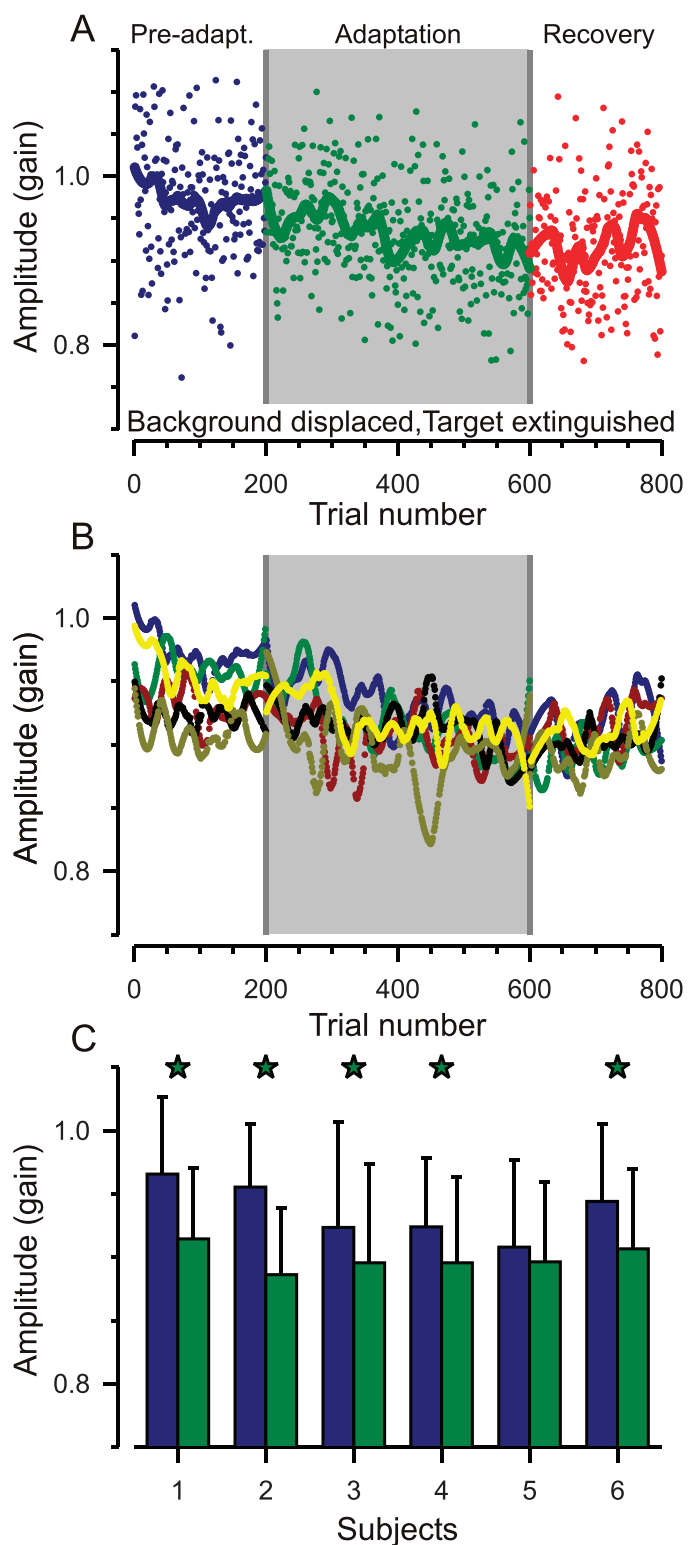 A
Pre-adapt. Adaptation Recovery
Amplitude (gain)
1.0
0.8
Background displaced,Target extinguished
0 200 400 600 800
Trial number
B
Amplitude (gain)
1.0
0.8
0 200 400 600 800
Trial number
C
Amplitude (gain)
1.0
0.8
1 2 3 4 5 6
Subjects